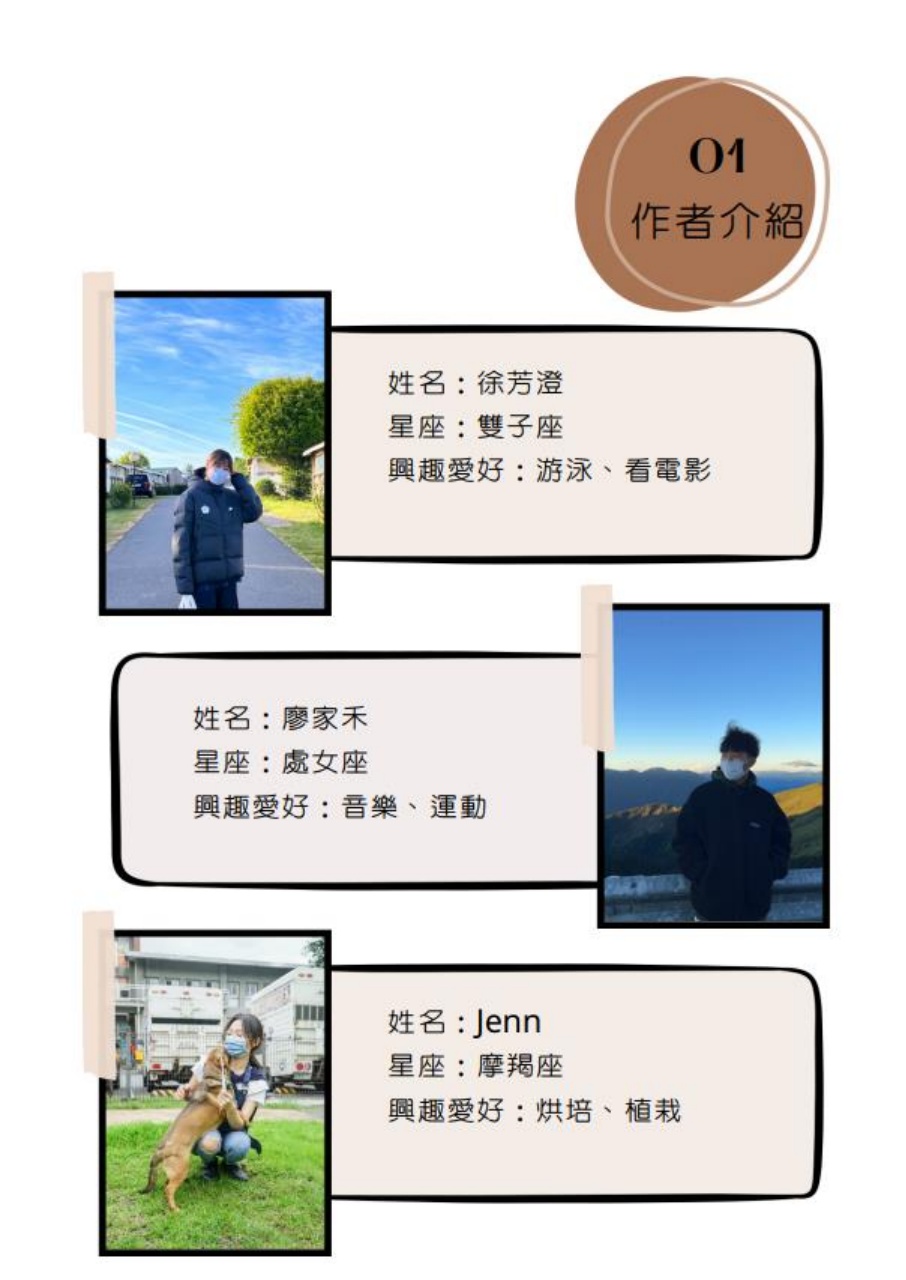 01
作者介紹
姓名：徐芳澄
星座：雙子座
興趣愛好：游泳、看電影
姓名：廖家禾
星座：處女座
興趣愛好：音樂、運動
姓名：Jenn
星座：摩羯座
興趣愛好：烘培、植栽